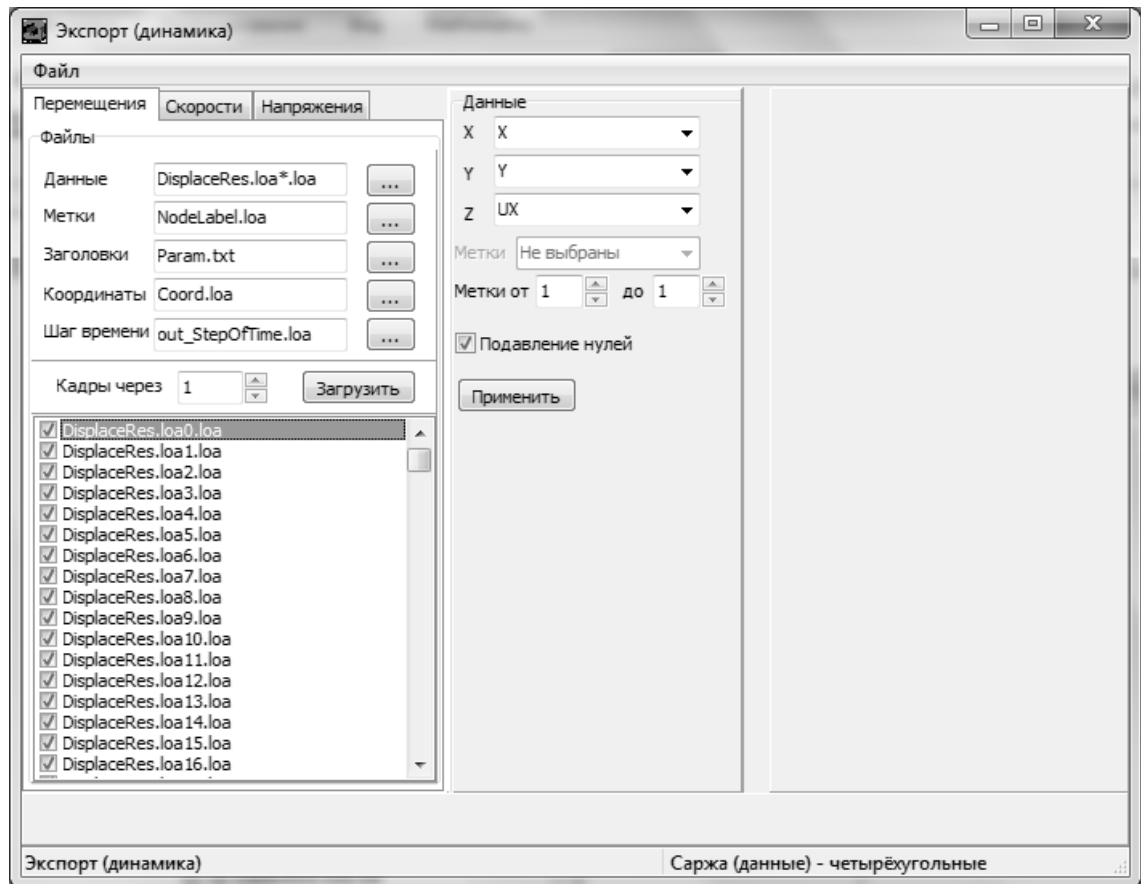 Экспорт (динамика)
Файл
Перемещения Скорости Напряжения
Файлы
Данные DisplaceRes.loa*.loa ...
Метки NodeLabel.loa ...
Заголовки Param.txt ...
Координаты Coord.loa ...
Шаг времени out_StepOfTime.loa ...
Кадры через 1 Загрузить
DisplaceRes.loa0.loa
DisplaceRes.loa1.loa
DisplaceRes.loa2.loa
DisplaceRes.loa3.loa
DisplaceRes.loa4.loa
DisplaceRes.loa5.loa
DisplaceRes.loa6.loa
DisplaceRes.loa7.loa
DisplaceRes.loa8.loa
DisplaceRes.loa9.loa
DisplaceRes.loa10.loa
DisplaceRes.loa11.loa
DisplaceRes.loa12.loa
DisplaceRes.loa13.loa
DisplaceRes.loa14.loa
DisplaceRes.loa15.loa
DisplaceRes.loa16.loa
Данные
X X
Y Y
Z UX
Метки Не выбраны
Метки от 1 до 1
Подавление нулей
Применить
Экспорт (динамика)
Саржа (данные) - четырёхугольные